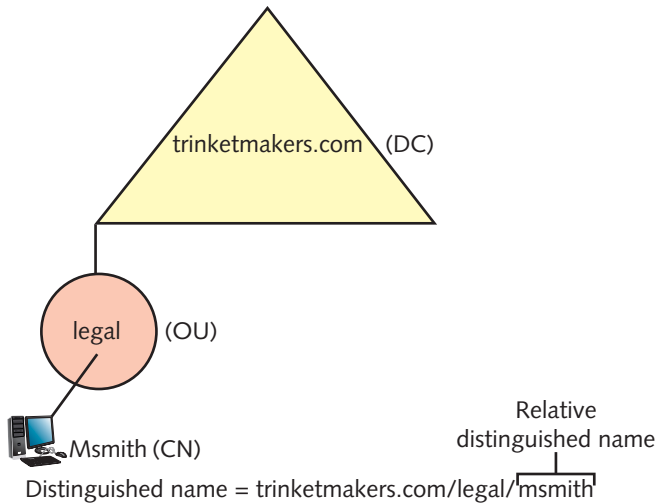 trinketmakers.com (DC)
legal (OU)
Msmith (CN)
Relative
distinguished name
Distinguished name = trinketmakers.com/legal/msmith